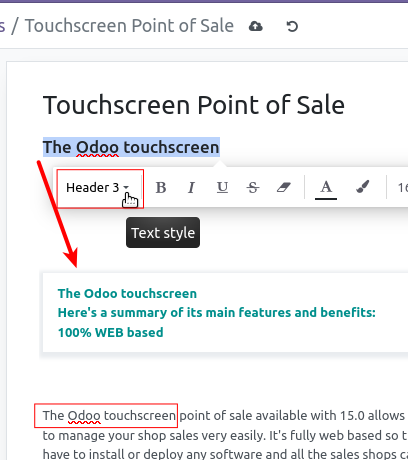 s / Touchscreen Point of Sale
Touchscreen Point of Sale
The Odoo touchscreen
Header 3 B I U S A 16
Text style
The Odoo touchscreen
Here's a summary of its main features and benefits:
100% WEB based
The Odoo touchscreen point of sale available with 15.0 allows
to manage your shop sales very easily. It's fully web based so t
have to install or deploy any software and all the sales shops ca